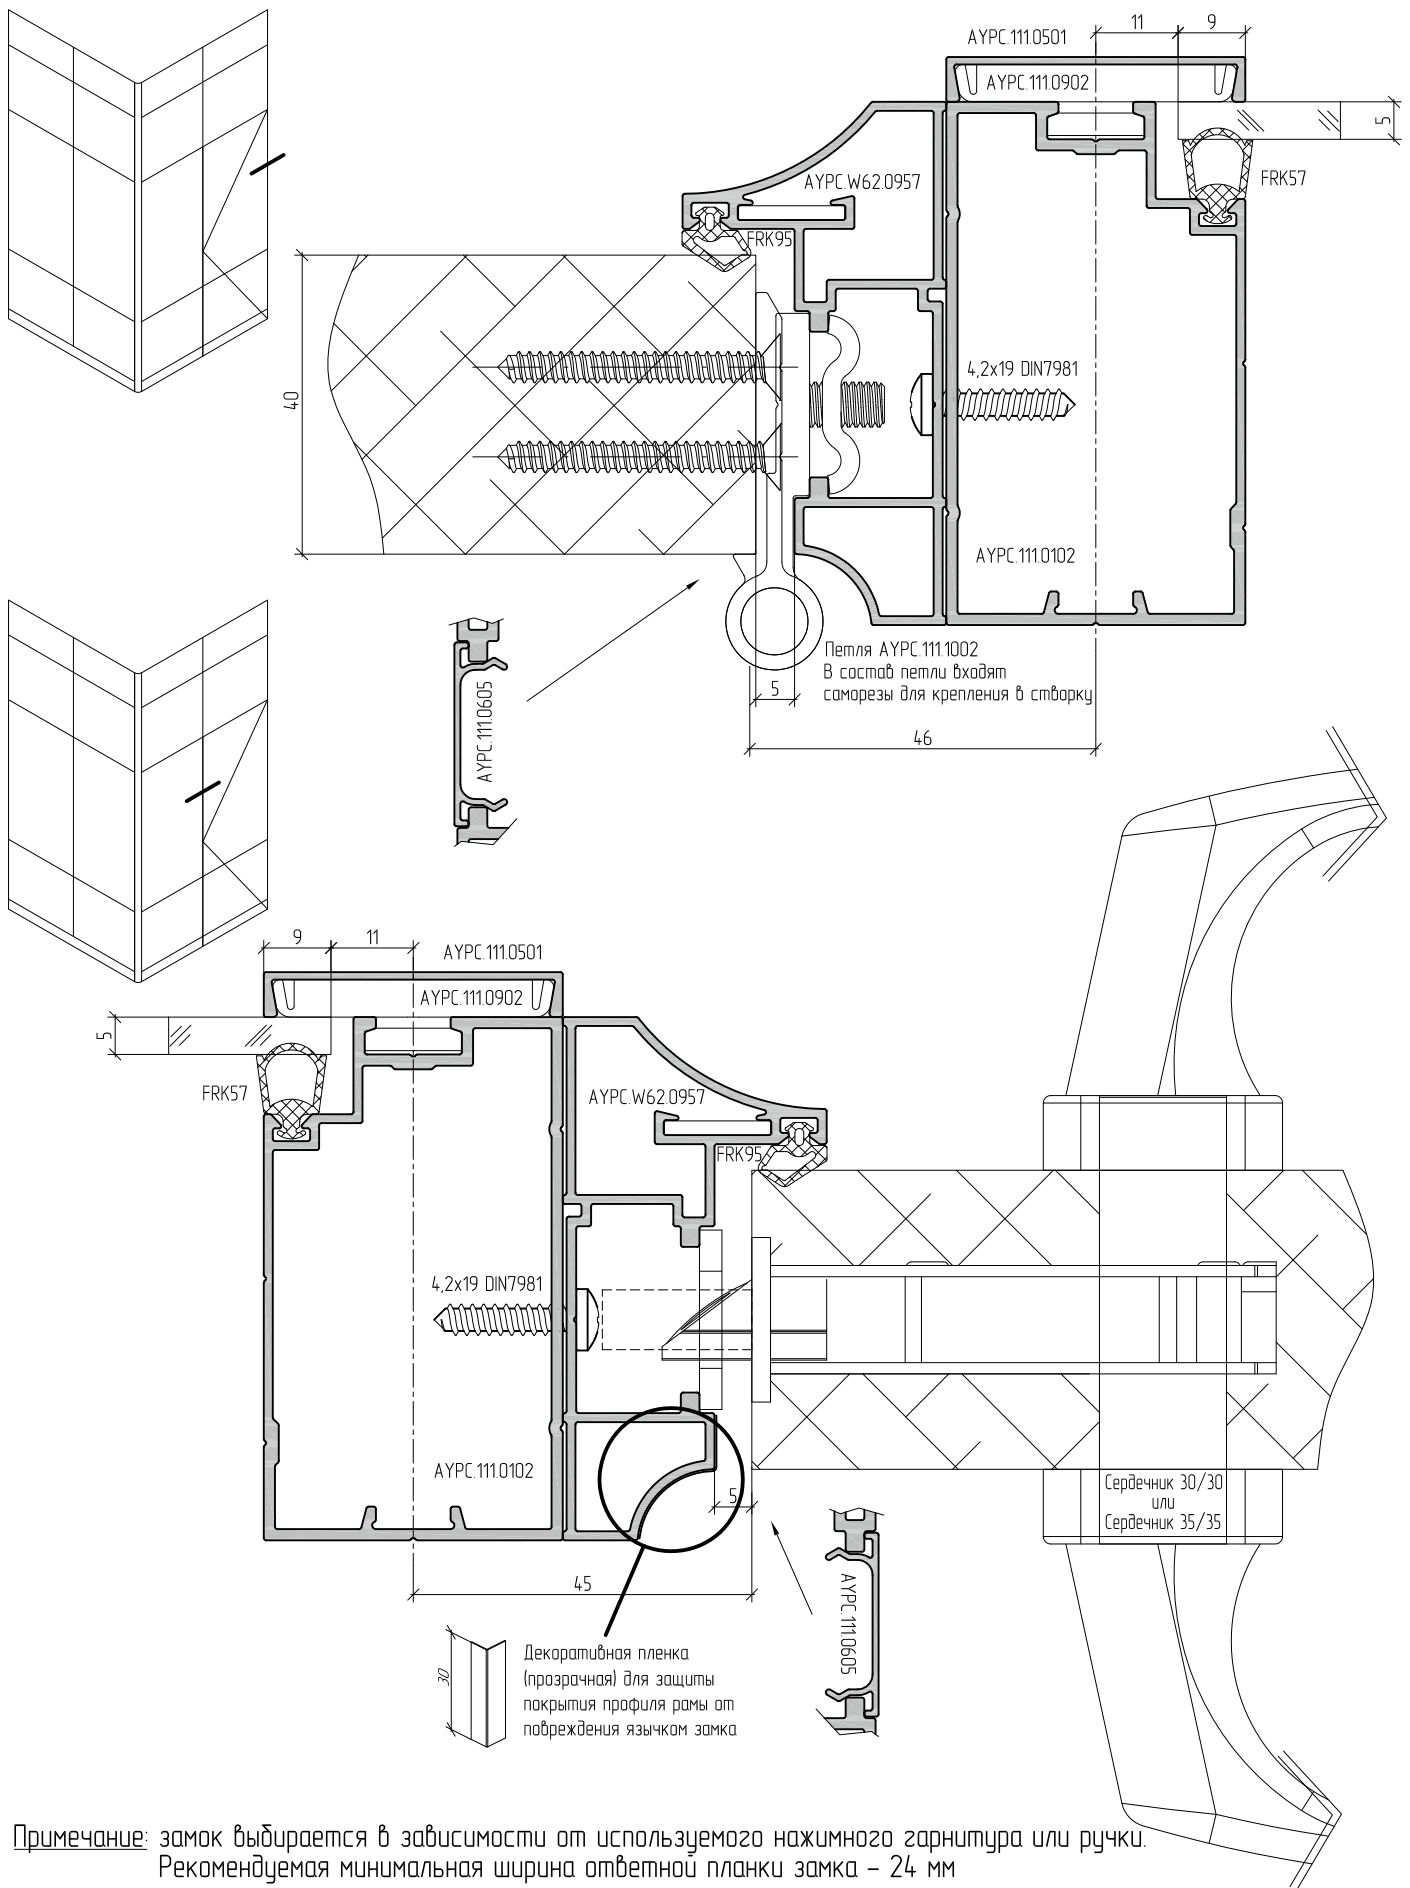 11
9
AYPC.111.0501
AYPC.111.0902
5
AYPC.W62.0957
FRK57
FRK95
40
4,2x19 DIN7981
AYPC.111.0102
Петля AYPC.111.1002
В состав петли входят
саморезы для крепления в створку
5
46
AYPC.111.0605
9
11
AYPC.111.0501
AYPC.111.0902
5
FRK57
AYPC.W62.0957
FRK95
4,2x19 DIN7981
AYPC.111.0102
Сердечник 30/30
или
Сердечник 35/35
5
45
AYPC.111.0605
30
Декоративная пленка
(прозрачная) для защиты
покрытия профиля рамы от
повреждения язычком замка
Примечание: замок выбирается в зависимости от используемого нажимного гарнитура или ручки.
Рекомендуемая минимальная ширина ответной планки замка – 24 мм